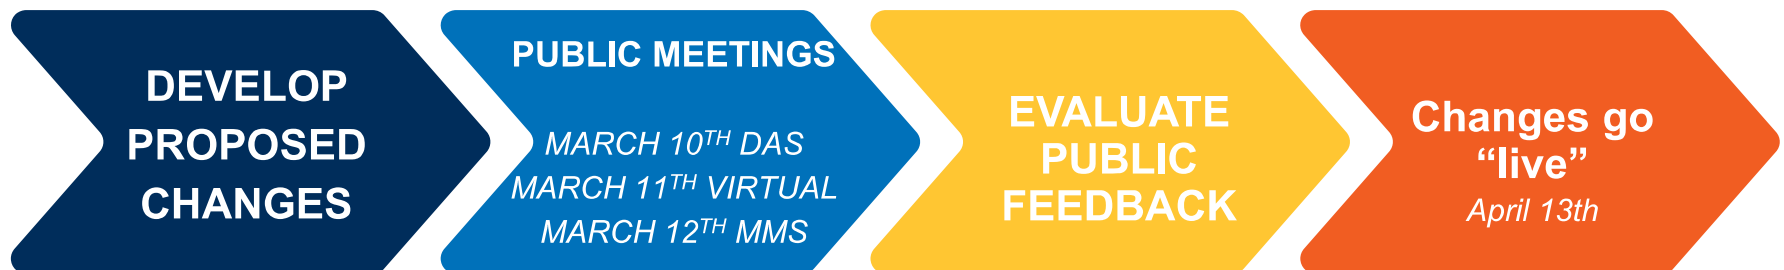 DEVELOP
PROPOSED
CHANGES
PUBLIC MEETINGS
MARCH 10TH DAS
MARCH 11TH VIRTUAL
MARCH 12TH MMS
EVALUATE
PUBLIC
FEEDBACK
Changes go
“live”
April 13th